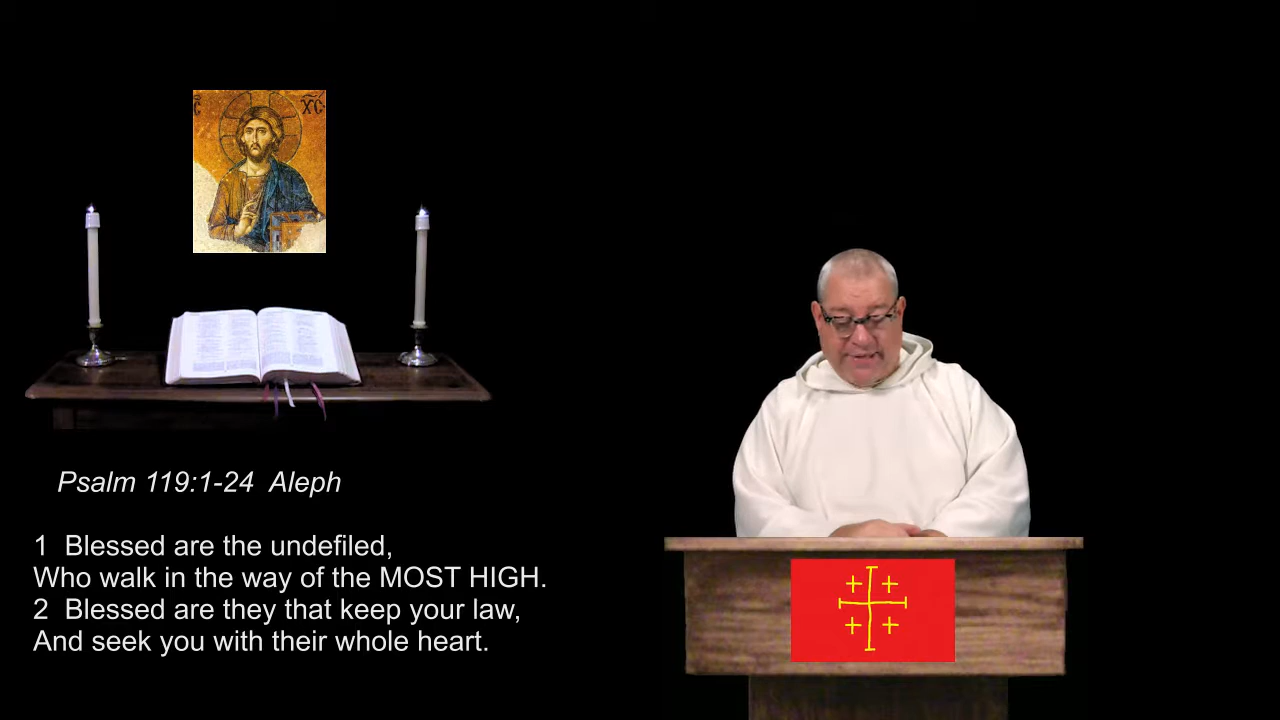 XC
Psalm 119:1-24 Aleph
1 Blessed are the undefiled,
Who walk in the way of the MOST HIGH.
2 Blessed are they that keep your law,
And seek you with their whole heart.